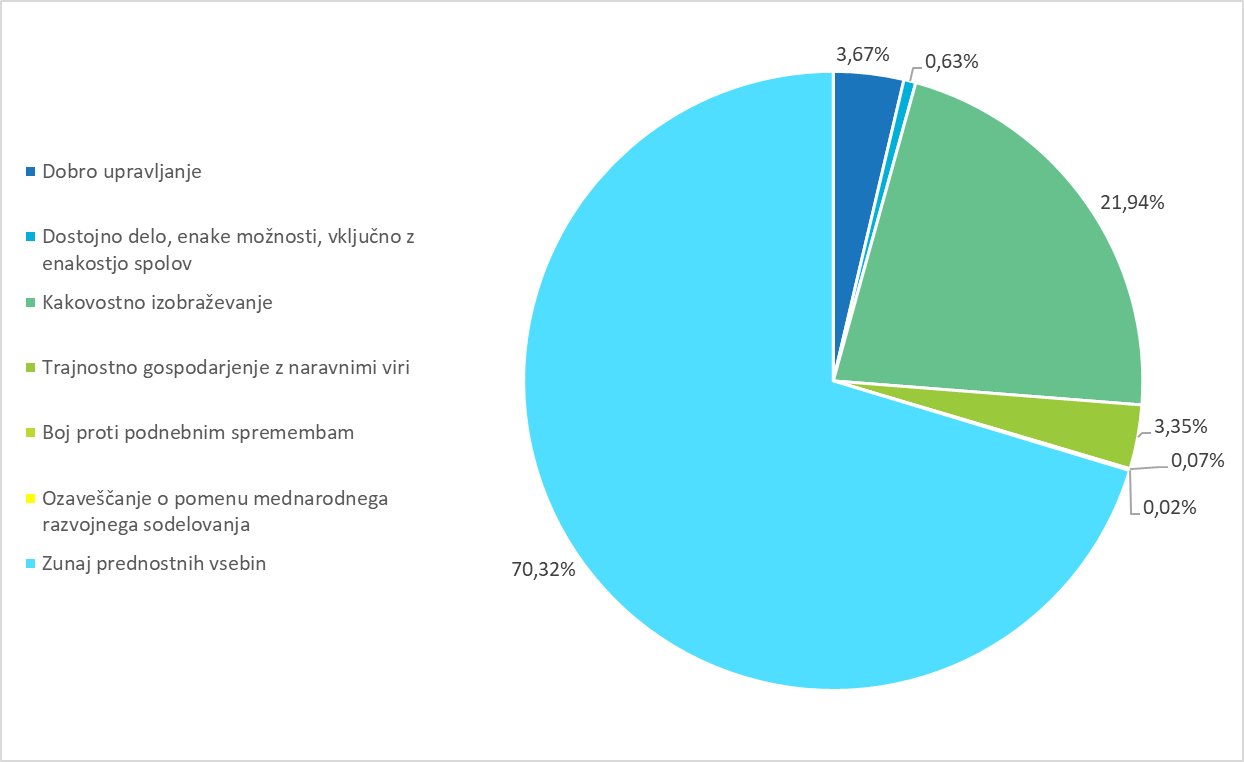 Dobro upravljanje
Dostojno delo, enake možnosti, vključno z
enakostjo spolov
Kakovostno izobraževanje
Trajnostno gospodarjenje z naravnimi viri
Boj proti podnebnim spremembam
Ozaveščanje o pomenu mednarodnega
razvojnega sodelovanja
Zunaj prednostnih vsebin
3,67%
0,63%
21,94%
3,35%
0,07%
0,02%
70,32%